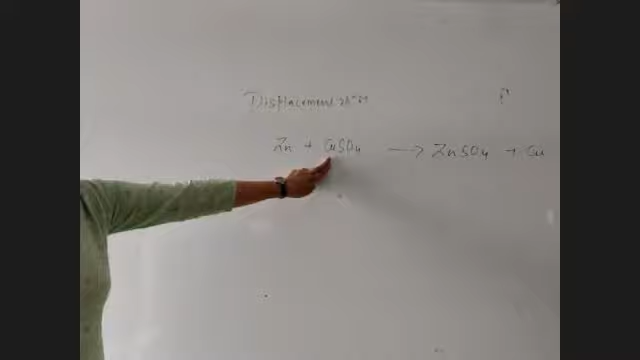 Displacement
Zn + CuSO4 → ZnSO4 + Cu